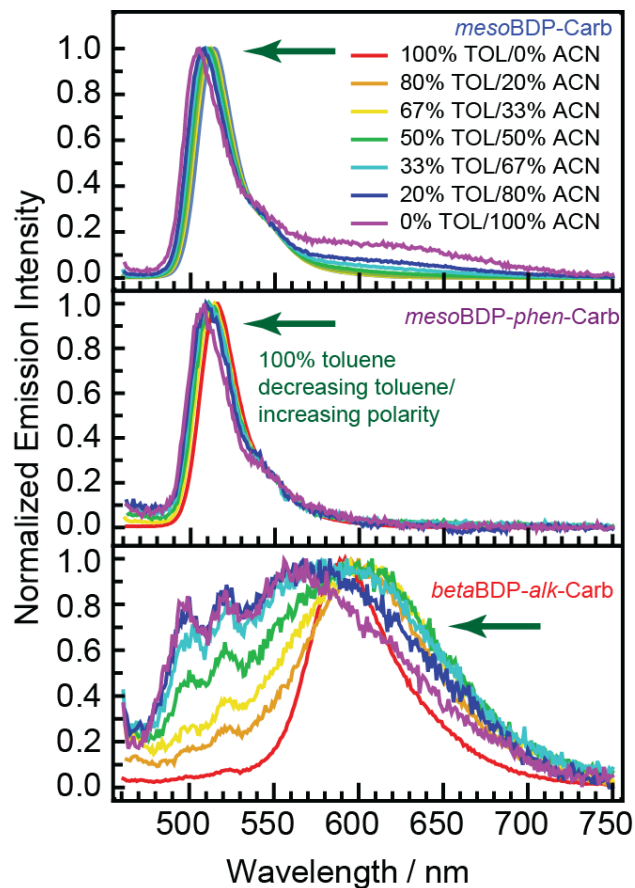 mesoBDP-Carb
100% TOL/0% ACN
80% TOL/20% ACN
67% TOL/33% ACN
50% TOL/50% ACN
33% TOL/67% ACN
20% TOL/80% ACN
0% TOL/100% ACN
1.0
0.8
0.6
0.4
0.2
0.0
mesoBDP-phen-Carb
100% toluene
decreasing toluene/
increasing polarity
1.0
0.8
0.6
0.4
0.2
0.0
betaBDP-alk-Carb
1.0
0.8
0.6
0.4
0.2
0.0
Normalized Emission Intensity
500 550 600 650 700 750
Wavelength / nm